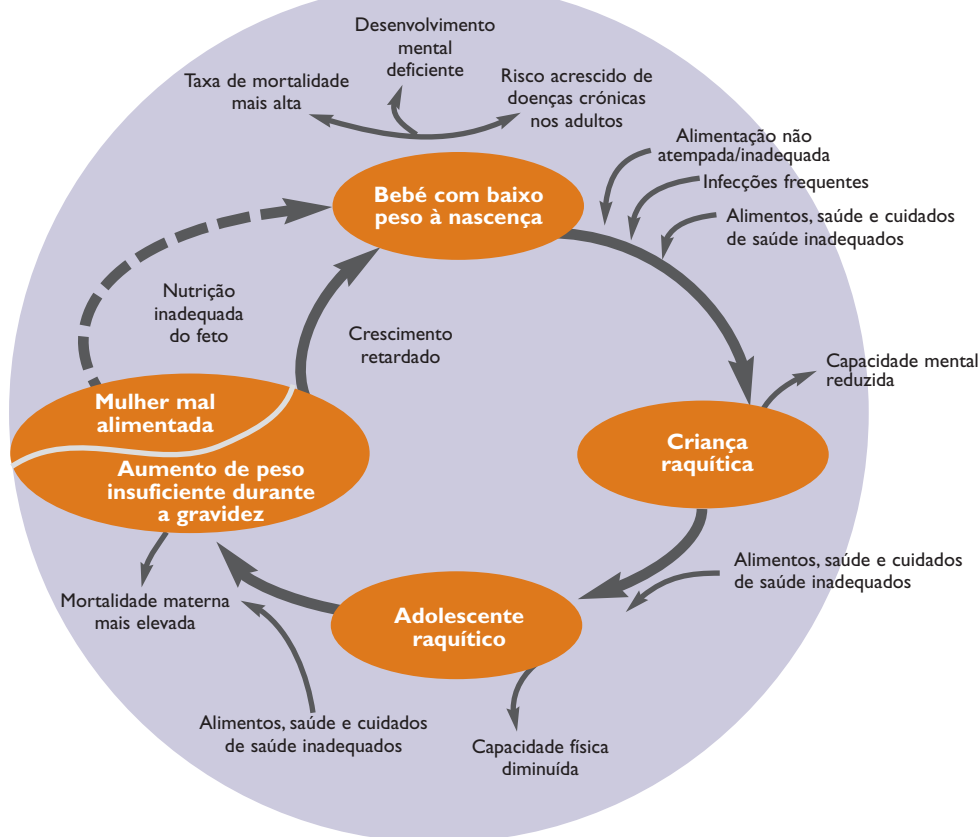 Desenvolvimento
mental
deficiente
Taxa de mortalidade
mais alta
Risco acrescido de
doenças crónicas
nos adultos
Alimentação não
atempada/inadequada
Infecções frequentes
Alimentos, saúde e cuidados
de saúde inadequados
Bebé com baixo
peso à nascença
Nutrição
inadequada
do feto
Crescimento
retardado
Capacidade mental
reduzida
Mulher mal
alimentada
Aumento de peso
insuficiente durante
a gravidez
Criança
raquítica
Alimentos, saúde e cuidados
de saúde inadequados
Mortalidade materna
mais elevada
Adolescente
raquítico
Alimentos, saúde e cuidados
de saúde inadequados
Capacidade física
diminuída